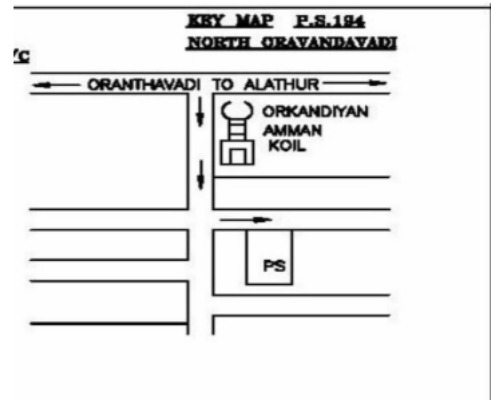 KEY MAP P.S.194
NORTH ORAVANDAVADI
/C
ORANTHAVADI TO ALATHUR
ORKANDIYAN
AMMAN
KOIL
PS